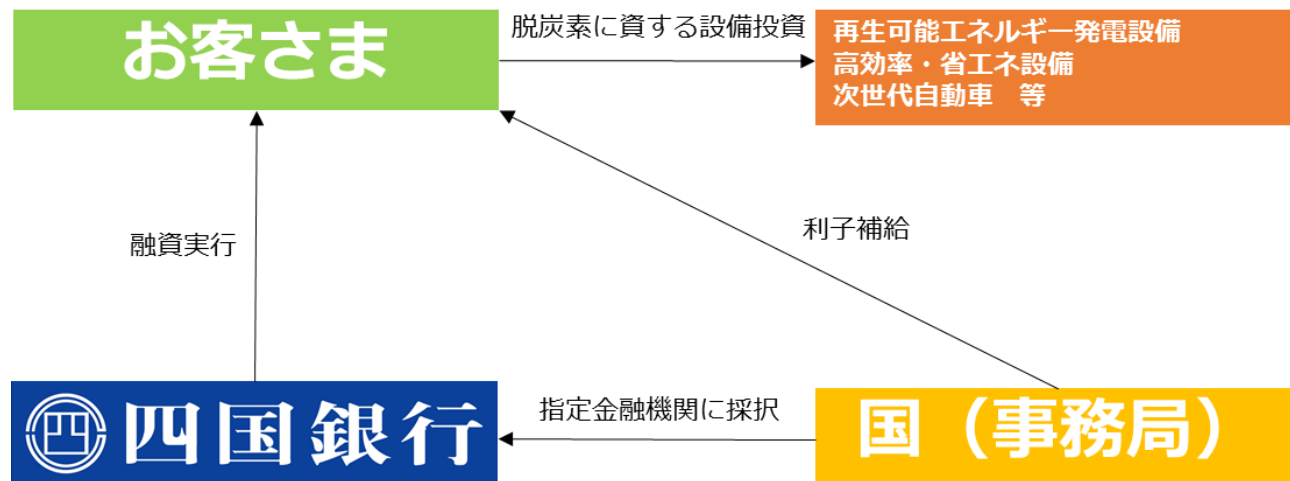 お客さま
脱炭素に資する設備投資
再生可能エネルギー発電設備
高効率・省エネ設備
次世代自動車　等
融資実行
利子補給
四 四国銀行
指定金融機関に採択
国（事務局）